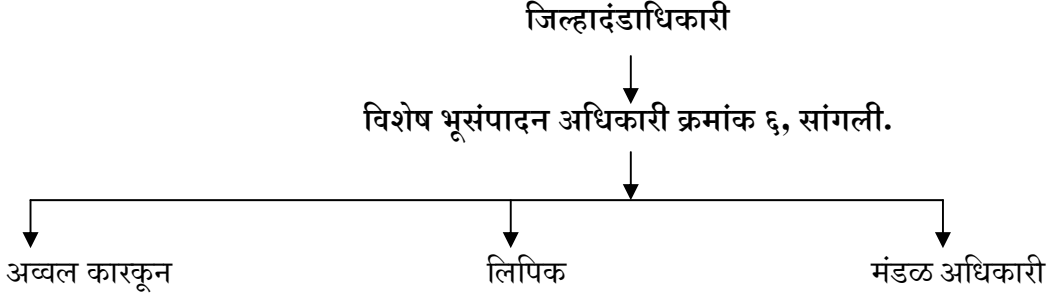 जिल्हादंडाधिकारी
विशेष भूसंपादन अधिकारी क्रमांक ६, सांगली.
अव्वल कारकून लिपिक मंडळ अधिकारी